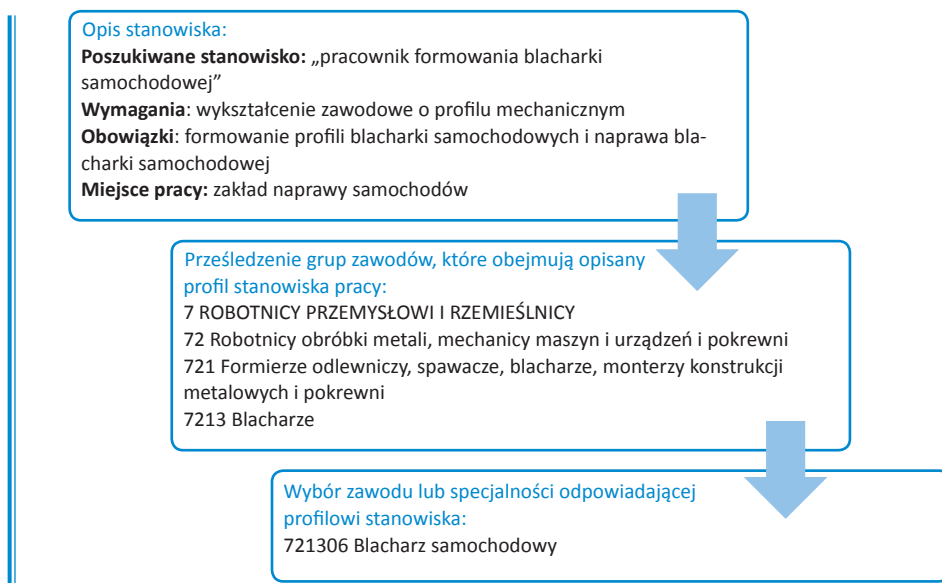 Opis stanowiska:
Poszukiwane stanowisko: „pracownik formowania blacharki
samochodowej”
Wymagania: wykształcenie zawodowe o profilu mechanicznym
Obowiązki: formowanie profili blacharki samochodowych i naprawa bla-
charki samochodowej
Miejsce pracy: zakład naprawy samochodów
Prześledzenie grup zawodów, które obejmują opisany
profil stanowiska pracy:
7 ROBOTNICY PRZEMYSŁOWI I RZEMIEŚLNICY
72 Robotnicy obróbki metali, mechanicy maszyn i urządzeń i pokrewni
721 Formierze odlewniczy, spawacze, blacharze, monterzy konstrukcji
metalowych i pokrewni
7213 Blacharze
Wybór zawodu lub specjalności odpowiadającej
profilowi stanowiska:
721306 Blacharz samochodowy